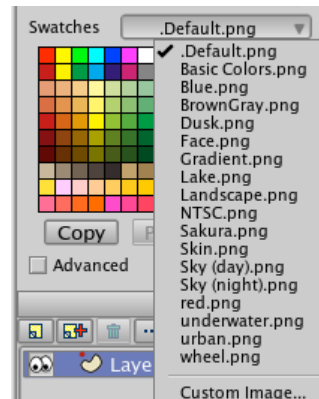 Swatches .Default.png
.Default.png
Basic Colors.png
Blue.png
BrownGray.png
Dusk.png
Face.png
Gradient.png
Lake.png
Landscape.png
NTSC.png
Sakura.png
Copy
Skin.png
Advanced
Sky (day).png
Sky (night).png
red.png
underwater.png
urban.png
wheel.png
Laye
Custom Image...